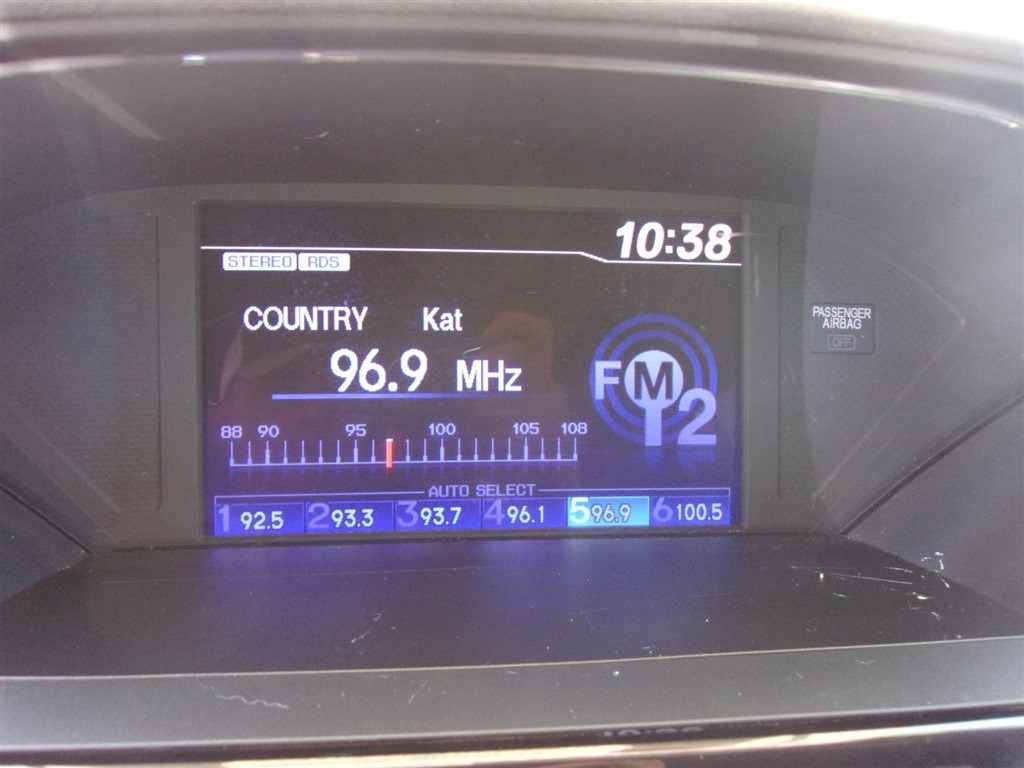 10:38
STEREO RDS
COUNTRY Kat
96.9 MHz
FM2
88 90 95 100 105 108
AUTO SELECT
1 92.5 2 93.3 3 93.7 4 96.1 5 96.9 6 100.5
PASSENGER
AIRBAG
OFF